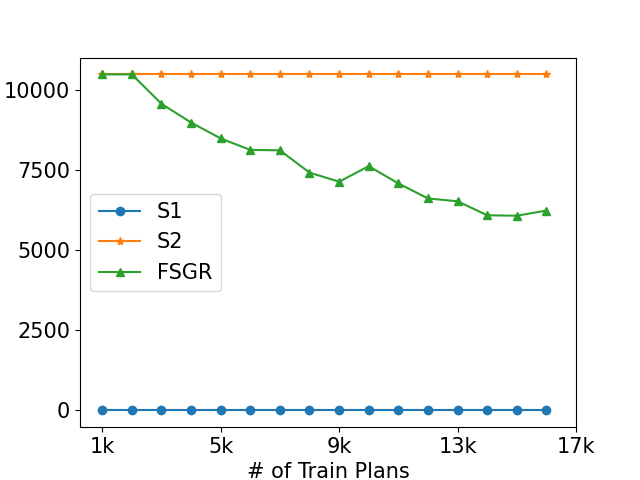 10000
7500
5000
2500
0
S1
S2
FSGR
1k 5k 9k 13k 17k
# of Train Plans